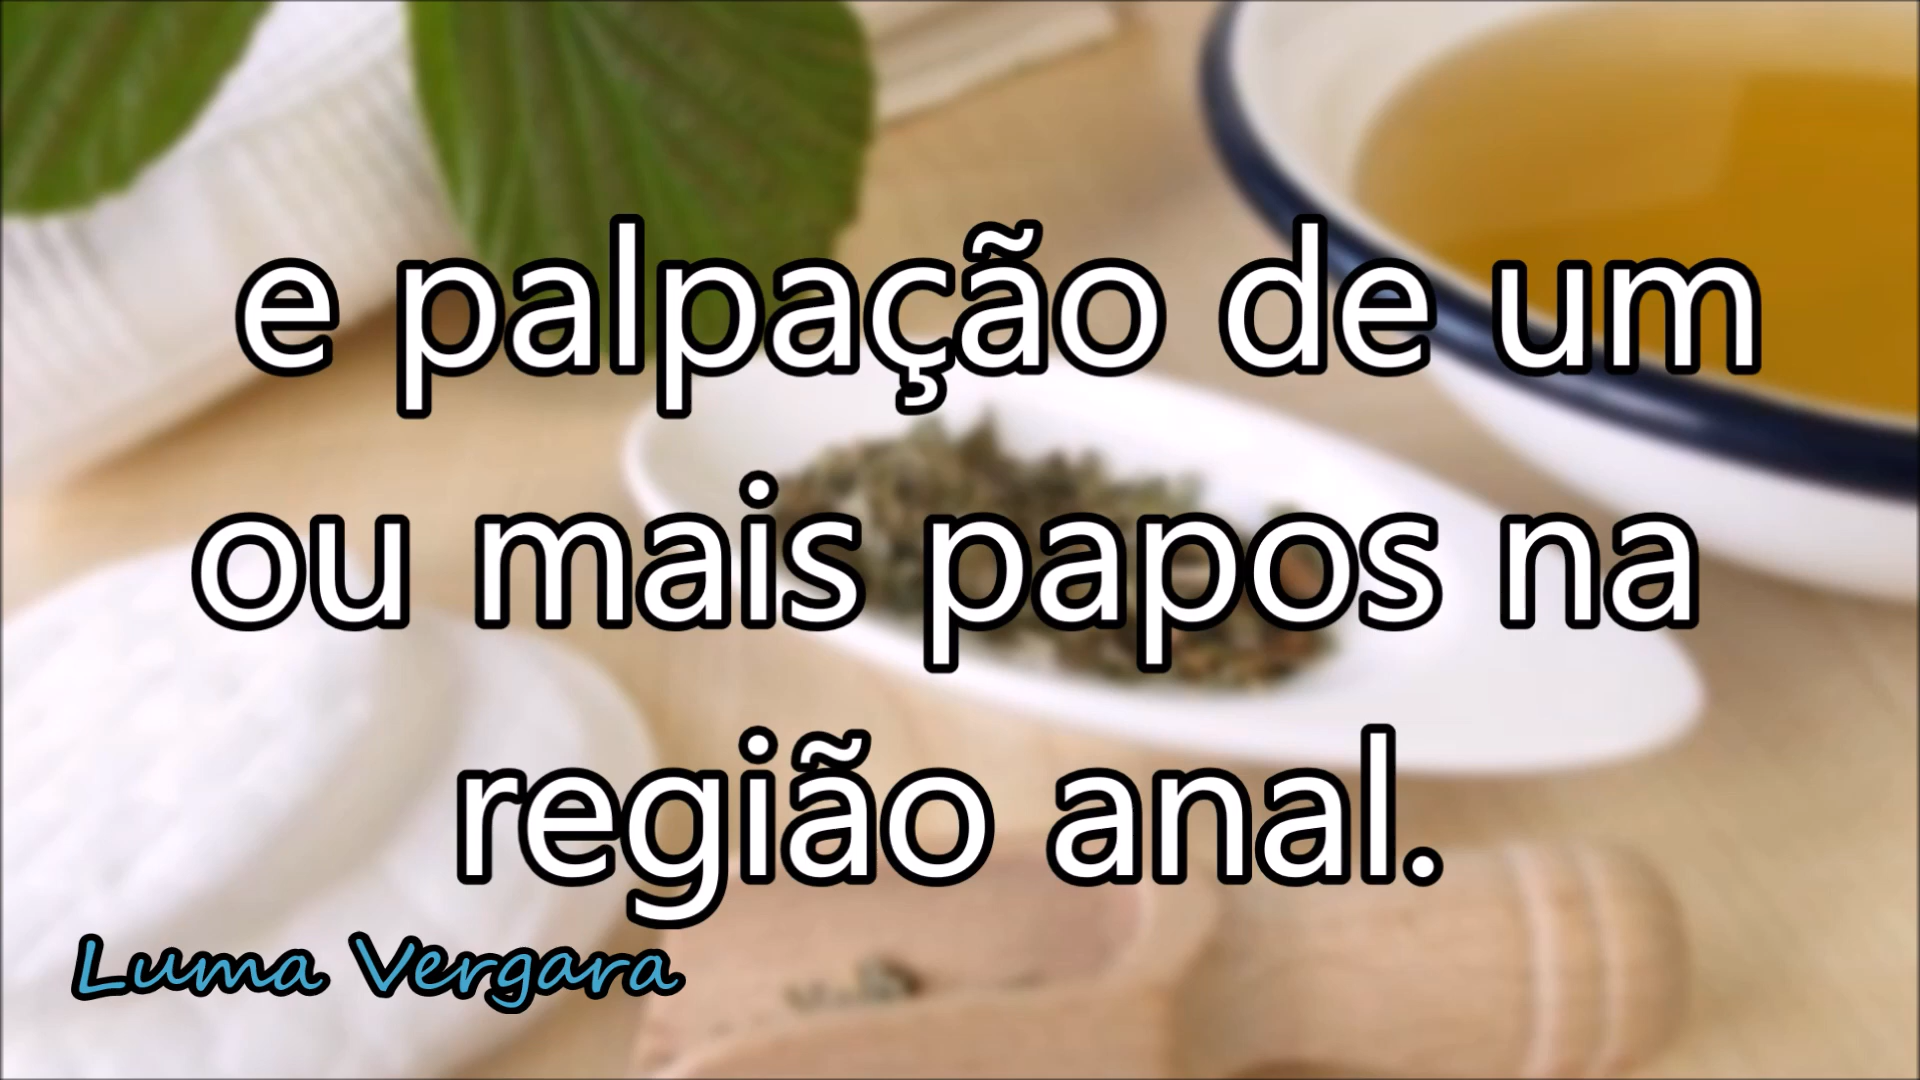 e palpação de um
ou mais papos na
região anal.
Luma Vergara